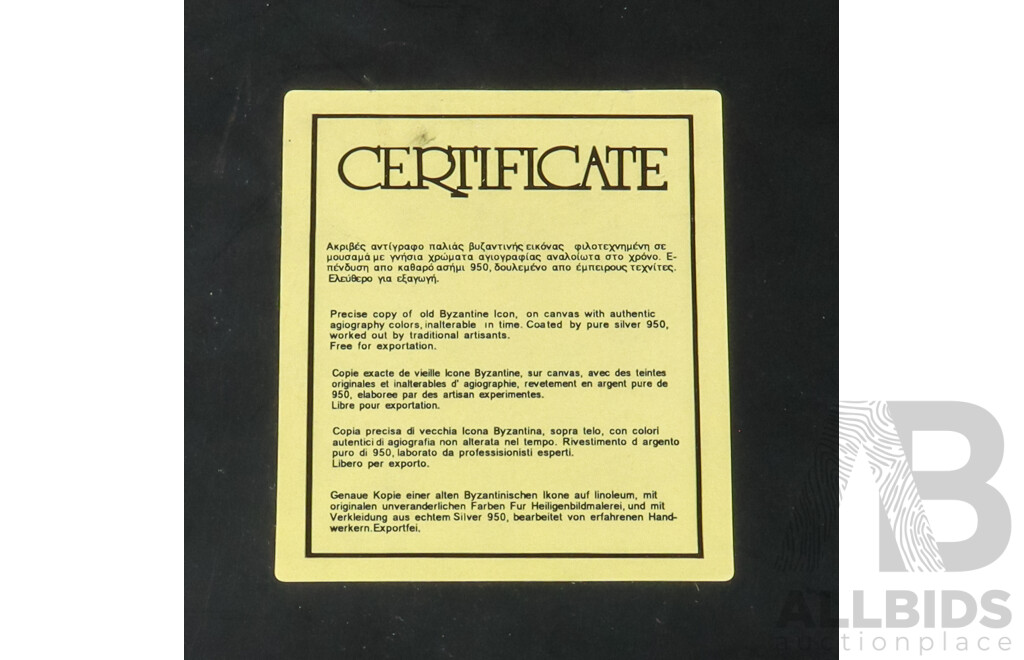 CERTIFICATE
Ακριβές αντίγραφο παλιάς βυζαντινής εικόνας φιλοτεχνημένη σε
μουσαμά με γνήσια χρώματα αγιογραφίας αναλοίωτα στο χρόνο. Ε-
πένδυση απο καθαρό ασήμι 950, δουλεμένο απο έμπειρους τεχνίτες.
Ελεύθερο για εξαγωγή.
Precise copy of old Byzantine Icon, on canvas with authentic
agiography colors, inalterable in time. Coated by pure silver 950,
worked out by traditional artisants.
Free for exportation.
Copie exacte de vieille Icone Byzantine, sur canvas, avec des teintes
originales et inalterables d' agiographie, revetement en argent pure de
950, elaboree par des artisan experimentes.
Libre pour exportation.
Copia precisa di vecchia Icona Byzantina, sopra telo, con colori
autentici di agiografia non alterata nel tempo. Rivestimento d argento
puro di 950, laborato da professisionisti esperti.
Libero per exporto.
Genaue Kopie einer alten Byzantinischen Ikone auf linoleum, mit
originalen unveranderlichen Farben Fur Heiligenbildmalerei, und mit
Verkleidung aus echtem Silver 950, bearbeitet von erfahrenen Hand-
werkern. Exportfei.
AB
ALLBIDS
auctionplace